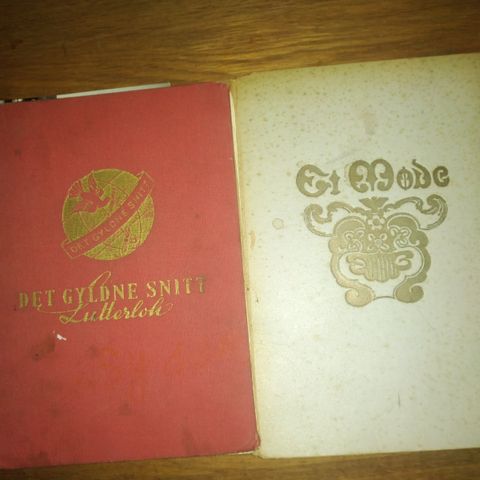 DET GYLDNE SNITT
DET GYLDNE SNITT
Lutterloh
Et Møde